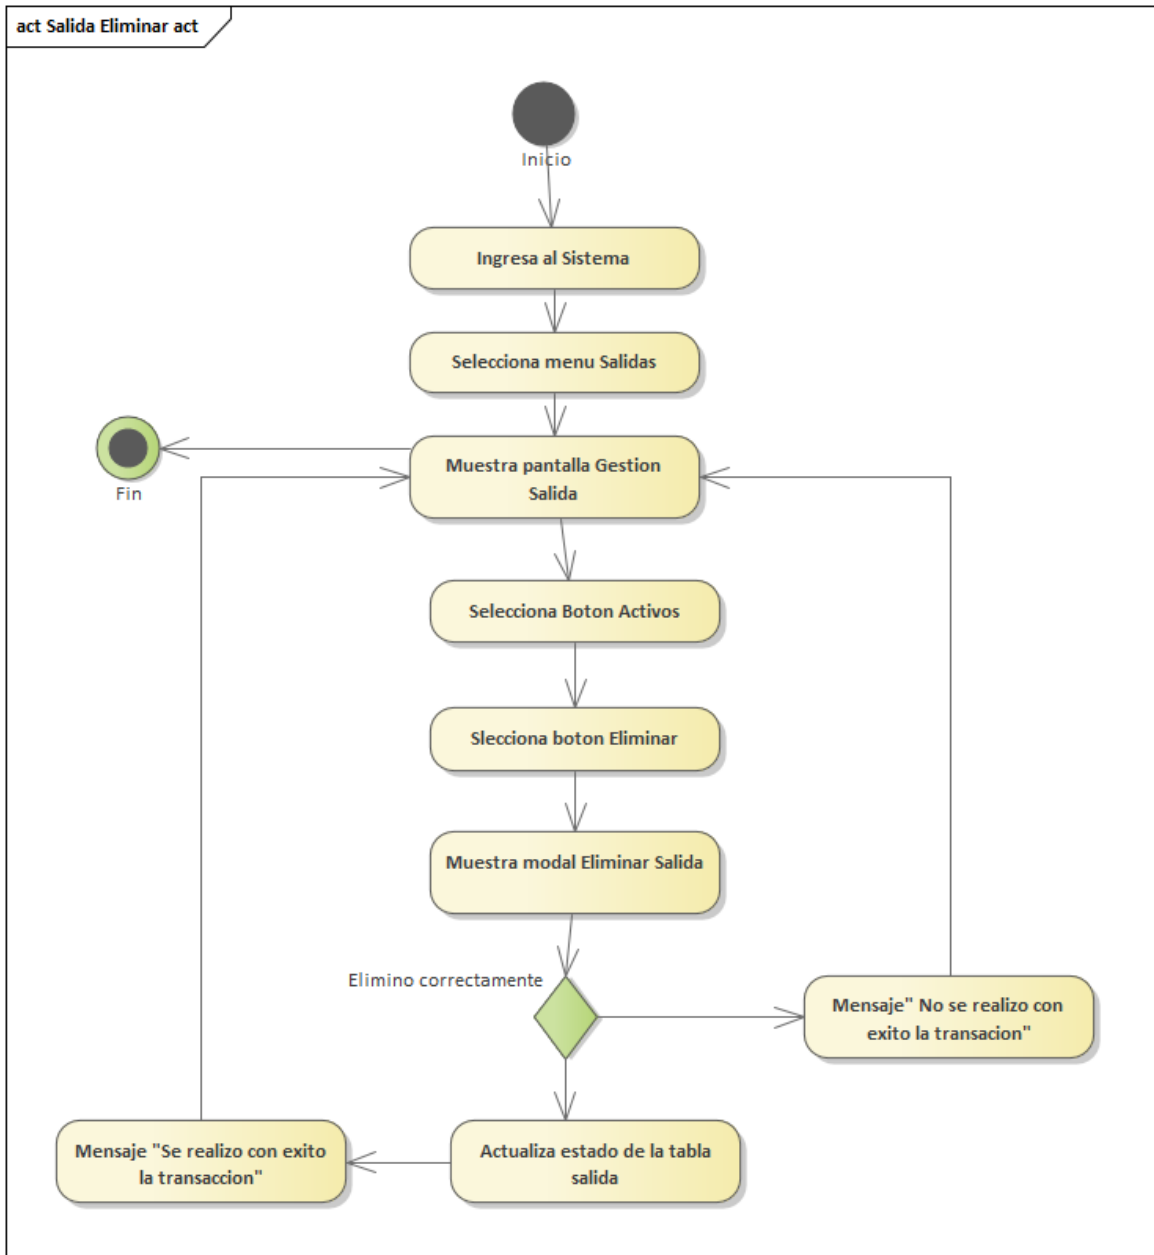 act Salida Eliminar act
Inicio
Ingresa al Sistema
Selecciona menu Salidas
Muestra pantalla Gestion
Salida
Fin
Selecciona Boton Activos
Slecciona boton Eliminar
Muestra modal Eliminar Salida
Elimino correctamente
Mensaje" No se realizo con
exito la transacion"
Actualiza estado de la tabla
salida
Mensaje "Se realizo con exito
la transaccion"